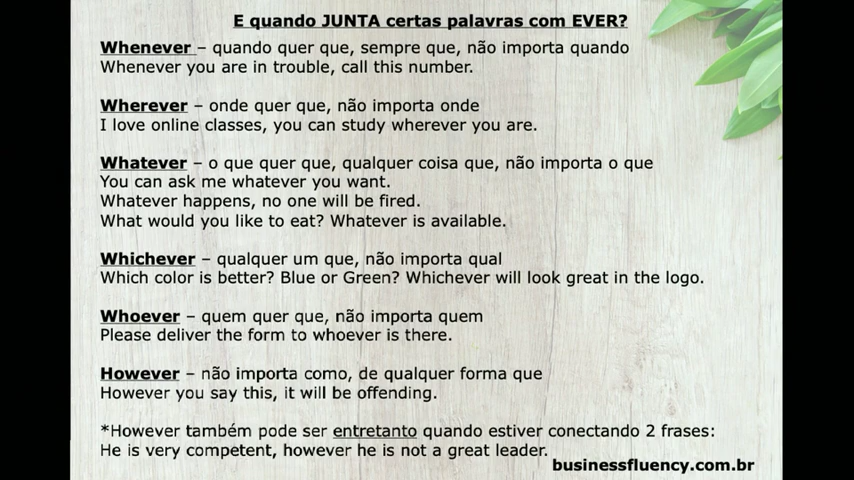 E quando JUNTA certas palavras com EVER?
Whenever – quando quer que, sempre que, não importa quando
Whenever you are in trouble, call this number.
Wherever – onde quer que, não importa onde
I love online classes, you can study wherever you are.
Whatever – o que quer que, qualquer coisa que, não importa o que
You can ask me whatever you want.
Whatever happens, no one will be fired.
What would you like to eat? Whatever is available.
Whichever – qualquer um que, não importa qual
Which color is better? Blue or Green? Whichever will look great in the logo.
Whoever – quem quer que, não importa quem
Please deliver the form to whoever is there.
However – não importa como, de qualquer forma que
However you say this, it will be offending.
*However também pode ser entretanto quando estiver conectando 2 frases:
He is very competent, however he is not a great leader.
businessfluency.com.br